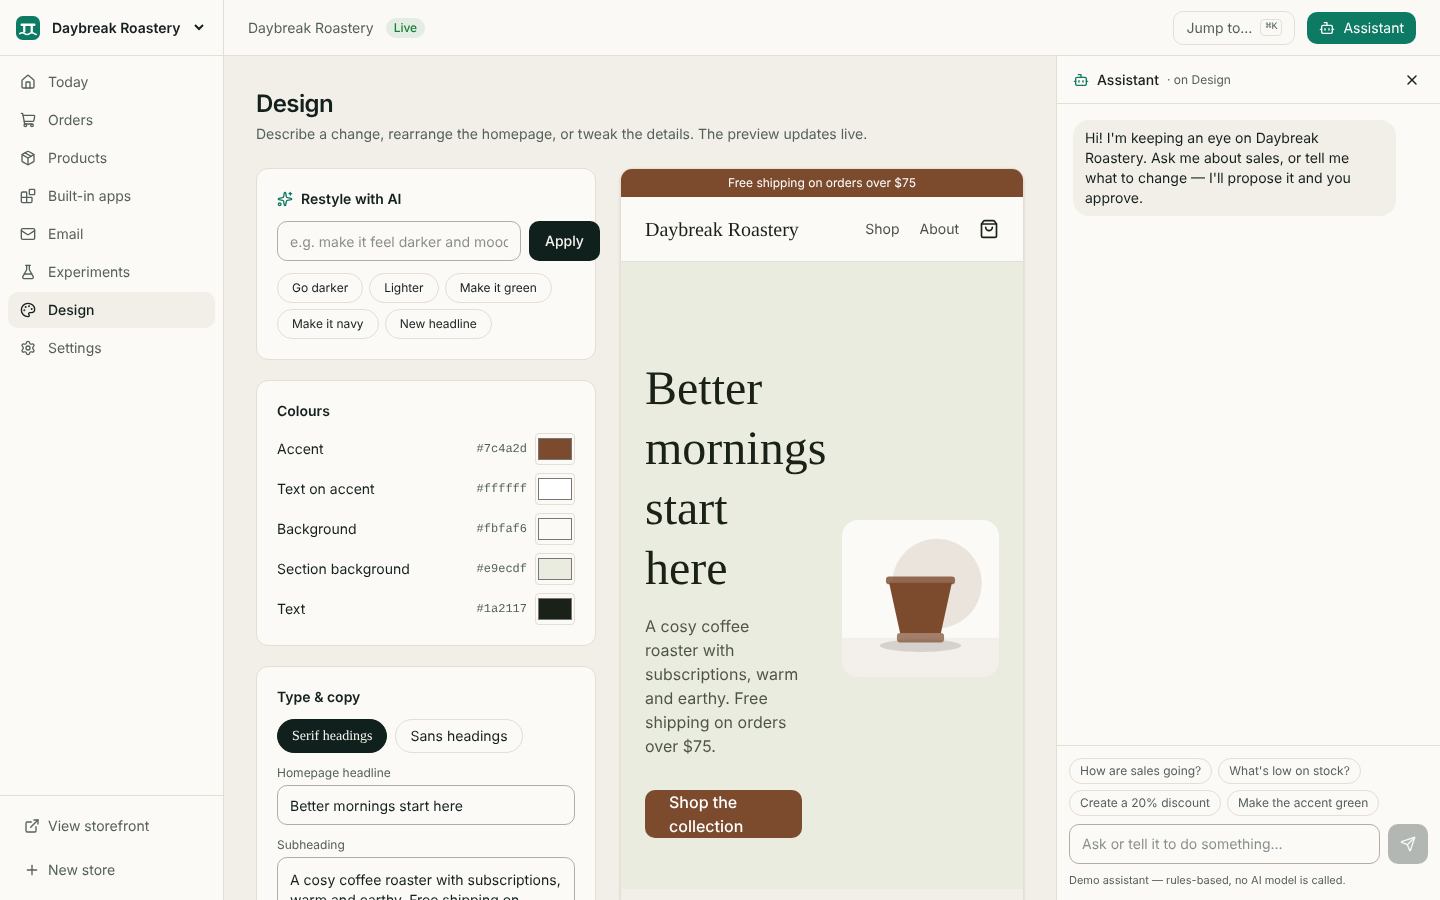 Daybreak Roastery
Today
Orders
Products
Built-in apps
Email
Experiments
Design
Settings
View storefront
New store
Daybreak Roastery
Live
Jump to...
⌘K
Assistant
Design
Describe a change, rearrange the homepage, or tweak the details. The preview updates live.
Restyle with AI
e.g. make it feel darker and mooc
Apply
Go darker
Lighter
Make it green
Make it navy
New headline
Colours
Accent
#7c4a2d
Text on accent
#ffffff
Background
#fbfaf6
Section background
#e9ecdf
Text
#1a2117
Type & copy
Serif headings
Sans headings
Homepage headline
Better mornings start here
Subheading
A cosy coffee roaster with subscriptions,
warm and earthy. Free shipping on
Free shipping on orders over $75
Daybreak Roastery
Shop
About
Better
mornings
start
here
A cosy coffee
roaster with
subscriptions, warm
and earthy. Free
shipping on orders
over $75.
Shop the
collection
Assistant
· on Design
Hi! I'm keeping an eye on Daybreak
Roastery. Ask me about sales, or tell me
what to change — I'll propose it and you
approve.
How are sales going?
What's low on stock?
Create a 20% discount
Make the accent green
Ask or tell it to do something...
Demo assistant — rules-based, no AI model is called.